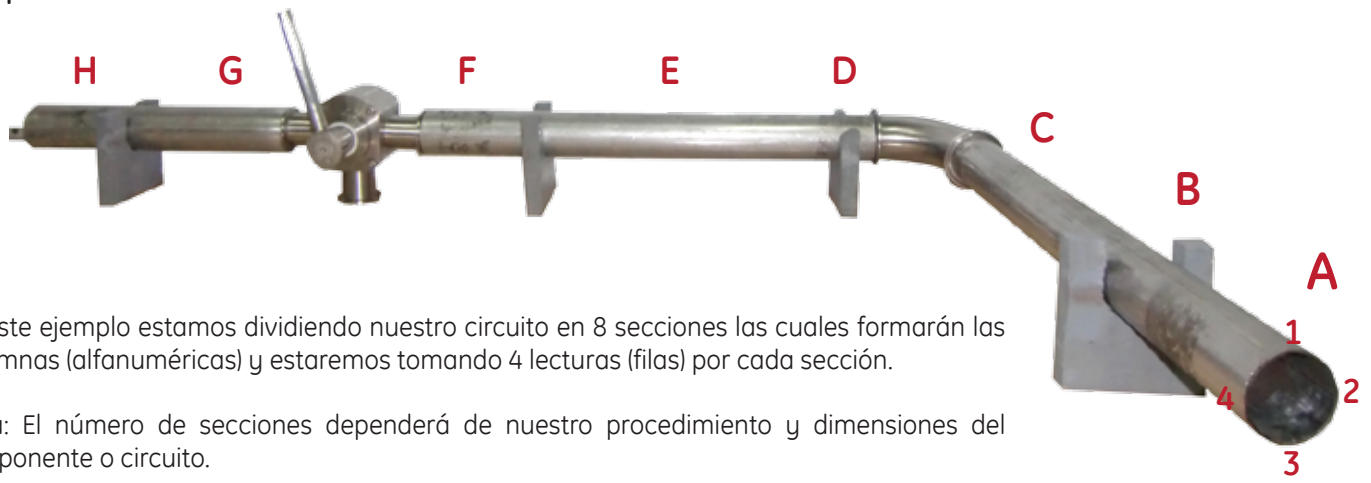 H G F E D
C
B
A
1
2
4
3
ste ejemplo estamos dividiendo nuestro circuito en 8 secciones las cuales formarán las
mnas (alfanuméricas) y estaremos tomando 4 lecturas (filas) por cada sección.
: El número de secciones dependerá de nuestro procedimiento y dimensiones del
ponente o circuito.